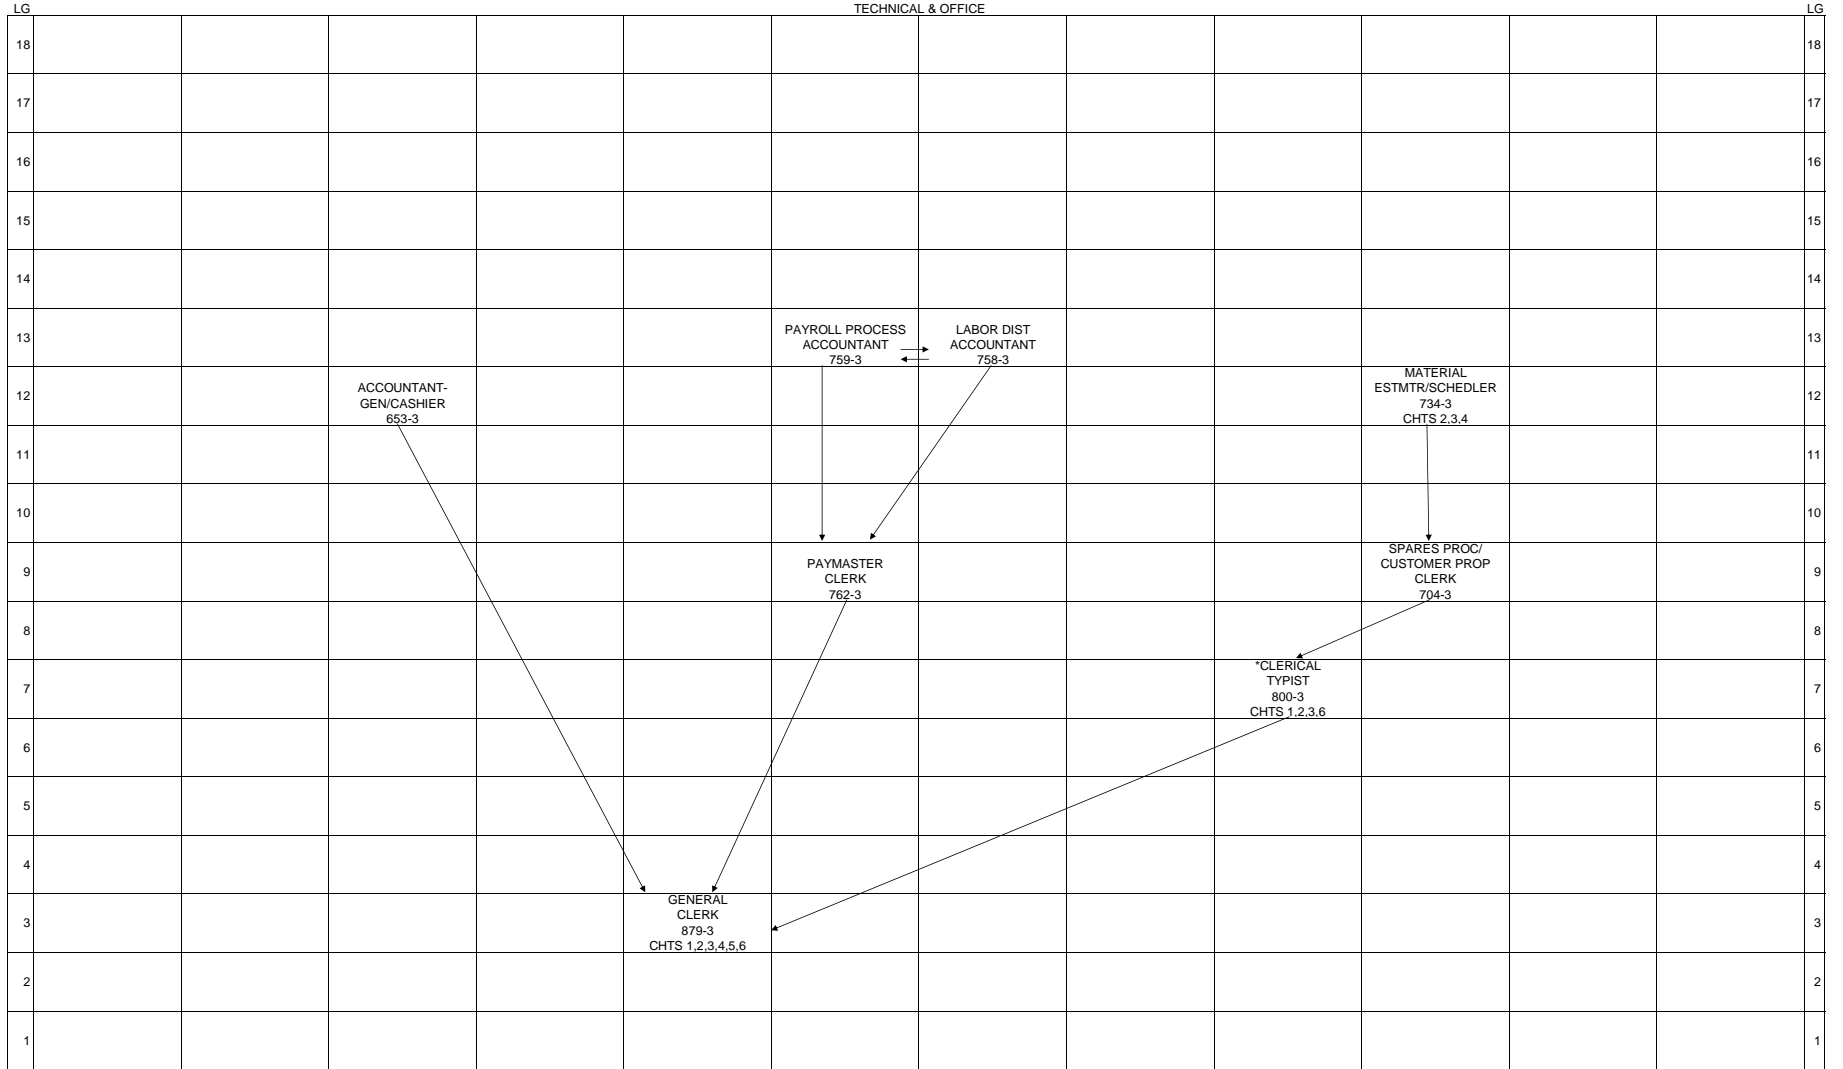 LG TECHNICAL & OFFICE LG
18 18
17 17
16 16
15 15
14 14
13 13
PAYROLL PROCESS
ACCOUNTANT
759-3
LABOR DIST
ACCOUNTANT
758-3
12 12
ACCOUNTANT-
GEN/CASHIER
653-3
MATERIAL
ESTMTR/SCHEDLER
734-3
CHTS 2,3,4
11 11
10 10
9 9
PAYMASTER
CLERK
762-3
SPARES PROC/
CUSTOMER PROP
CLERK
704-3
8 8
7 7
*CLERICAL
TYPIST
800-3
CHTS 1,2,3,6
6 6
5 5
4 4
3 3
GENERAL
CLERK
879-3
CHTS 1,2,3,4,5,6
2 2
1 1